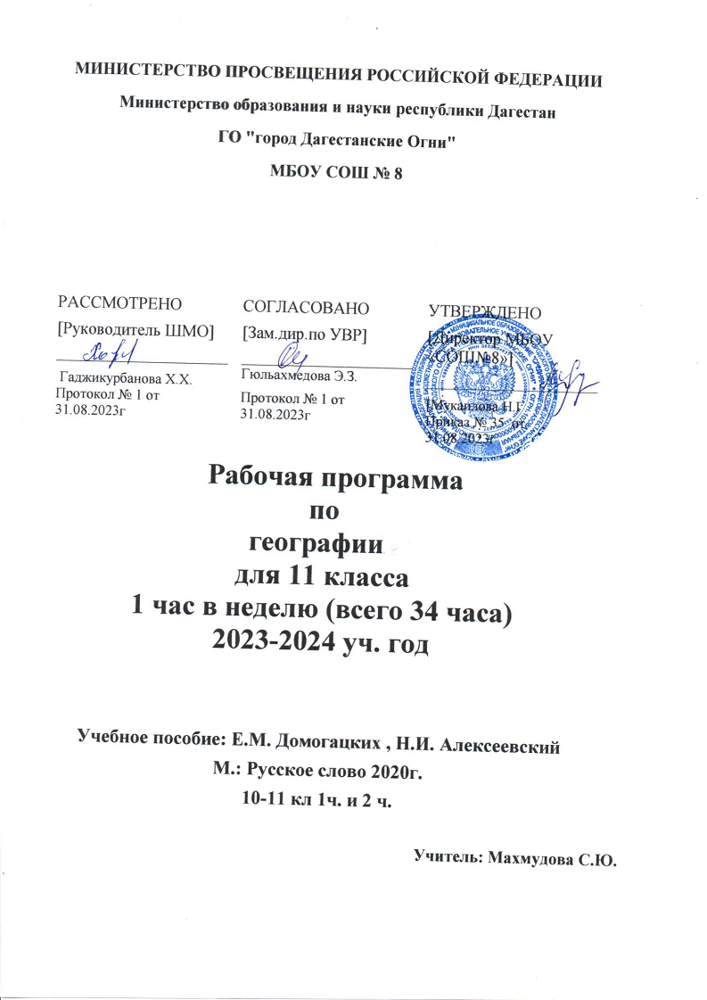 МИНИСТЕРСТВО ПРОСВЕЩЕНИЯ РОССИЙСКОЙ ФЕДЕРАЦИИ
Министерство образования и науки республики Дагестан
ГО "город Дагестанские Огни"
МБОУ СОШ № 8
РАССМОТРЕНО
[Руководитель ШМО]
Гаджикурбанова Х.Х.
Протокол № 1 от
31.08.2023г
СОГЛАСОВАНО
[Зам.дир.по УВР]
Гюльахмедова Э.З.
Протокол № 1 от
31.08.2023г
УТВЕРЖДЕНО
[Директор МБОУ
«СОШ№8»]
[Мукаилова Н.Г
Приказ № 35 от
31.08.2023г
Рабочая программа
по
географии
для 11 класса
1 час в неделю (всего 34 часа)
2023-2024 уч. год
Учебное пособие: Е.М. Домогацких , Н.И. Алексеевский
М.: Русское слово 2020г.
10-11 кл 1ч. и 2 ч.
Учитель: Махмудова С.Ю.